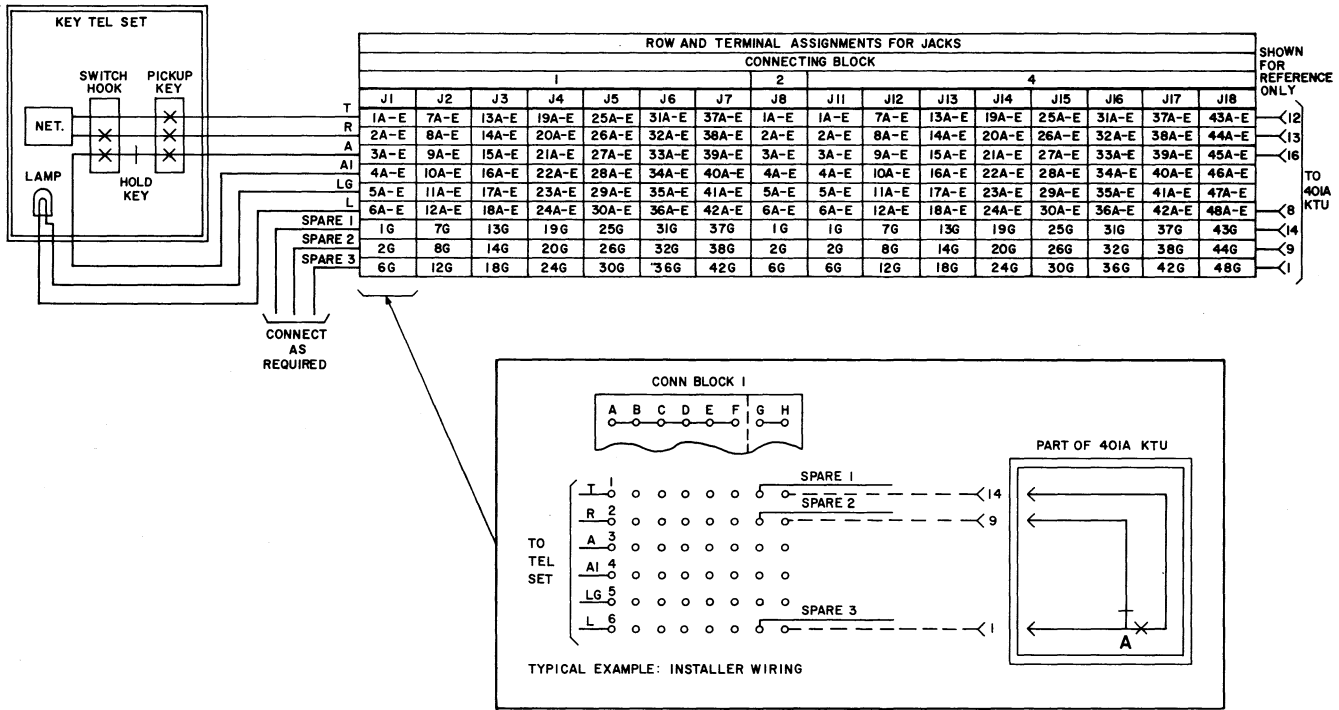 KEY TEL SET
SWITCH HOOK
PICKUP KEY
NET.
HOLD KEY
LAMP
ROW AND TERMINAL ASSIGNMENTS FOR JACKS
CONNECTING BLOCK
1 2 4
J1 J2 J3 J4 J5 J6 J7 J8 J11 J12 J13 J14 J15 J16 J17 J18
SHOWN FOR REFERENCE ONLY
T 1A-E 7A-E 13A-E 19A-E 25A-E 31A-E 37A-E 1A-E 1A-E 7A-E 13A-E 19A-E 25A-E 31A-E 37A-E 43A-E 12
R 2A-E 8A-E 14A-E 20A-E 26A-E 32A-E 38A-E 2A-E 2A-E 8A-E 14A-E 20A-E 26A-E 32A-E 38A-E 44A-E 13
A 3A-E 9A-E 15A-E 21A-E 27A-E 33A-E 39A-E 3A-E 3A-E 9A-E 15A-E 21A-E 27A-E 33A-E 39A-E 45A-E 16
A1 4A-E 10A-E 16A-E 22A-E 28A-E 34A-E 40A-E 4A-E 4A-E 10A-E 16A-E 22A-E 28A-E 34A-E 40A-E 46A-E
LG 5A-E 11A-E 17A-E 23A-E 29A-E 35A-E 41A-E 5A-E 5A-E 11A-E 17A-E 23A-E 29A-E 35A-E 41A-E 47A-E
L 6A-E 12A-E 18A-E 24A-E 30A-E 36A-E 42A-E 6A-E 6A-E 12A-E 18A-E 24A-E 30A-E 36A-E 42A-E 48A-E 8
SPARE 1 1G 7G 13G 19G 25G 31G 37G 1G 1G 7G 13G 19G 25G 31G 37G 43G 14
SPARE 2 2G 8G 14G 20G 26G 32G 38G 2G 2G 8G 14G 20G 26G 32G 38G 44G 9
SPARE 3 6G 12G 18G 24G 30G 36G 42G 6G 6G 12G 18G 24G 30G 36G 42G 48G 1
TO 401A KTU
CONNECT
AS
REQUIRED
CONN BLOCK 1
A B C D E F G H
PART OF 401A KTU
TO TEL SET
T 1 SPARE 1 14
R 2 SPARE 2 9
A 3
A1 4
LG 5
L 6 SPARE 3 1
A
TYPICAL EXAMPLE: INSTALLER WIRING